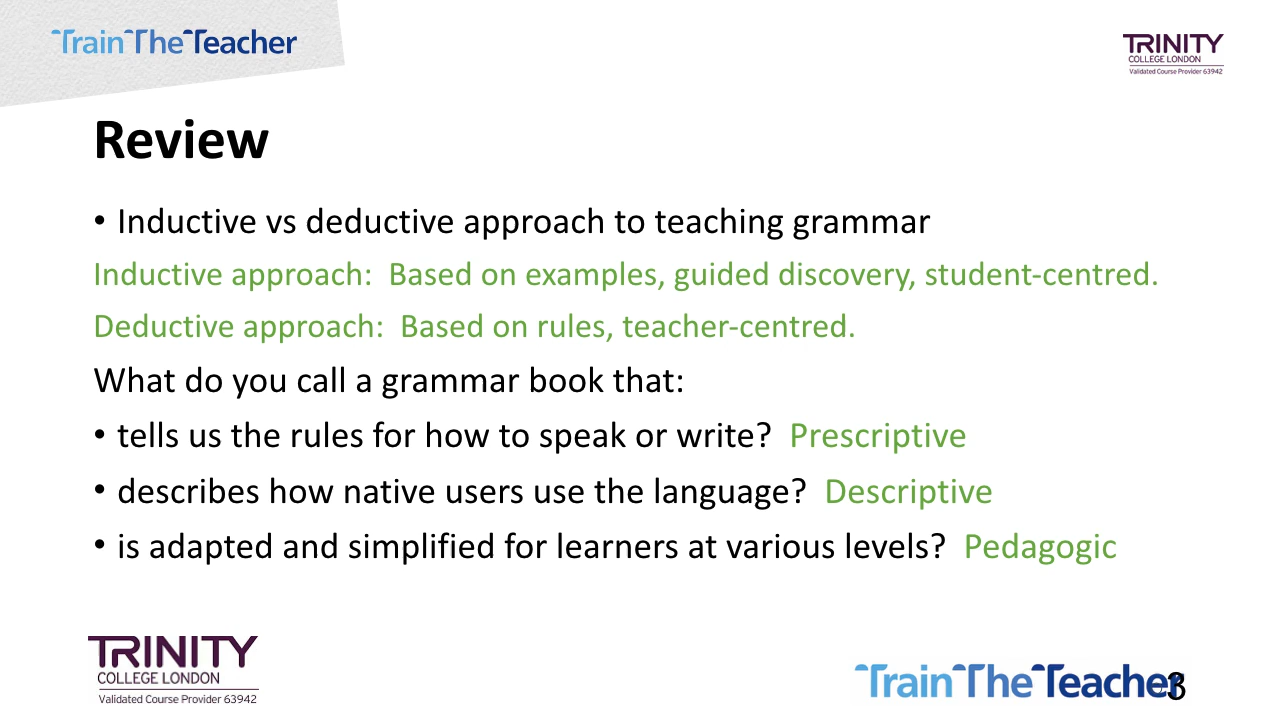 TrainTheTeacher
TRINITY
COLLEGE LONDON
Validated Course Provider 63942
Review
• Inductive vs deductive approach to teaching grammar
Inductive approach:  Based on examples, guided discovery, student-centred.
Deductive approach:  Based on rules, teacher-centred.
What do you call a grammar book that:
• tells us the rules for how to speak or write?  Prescriptive
• describes how native users use the language?  Descriptive
• is adapted and simplified for learners at various levels?  Pedagogic
TRINITY
COLLEGE LONDON
Validated Course Provider 63942
TrainTheTeacher
3